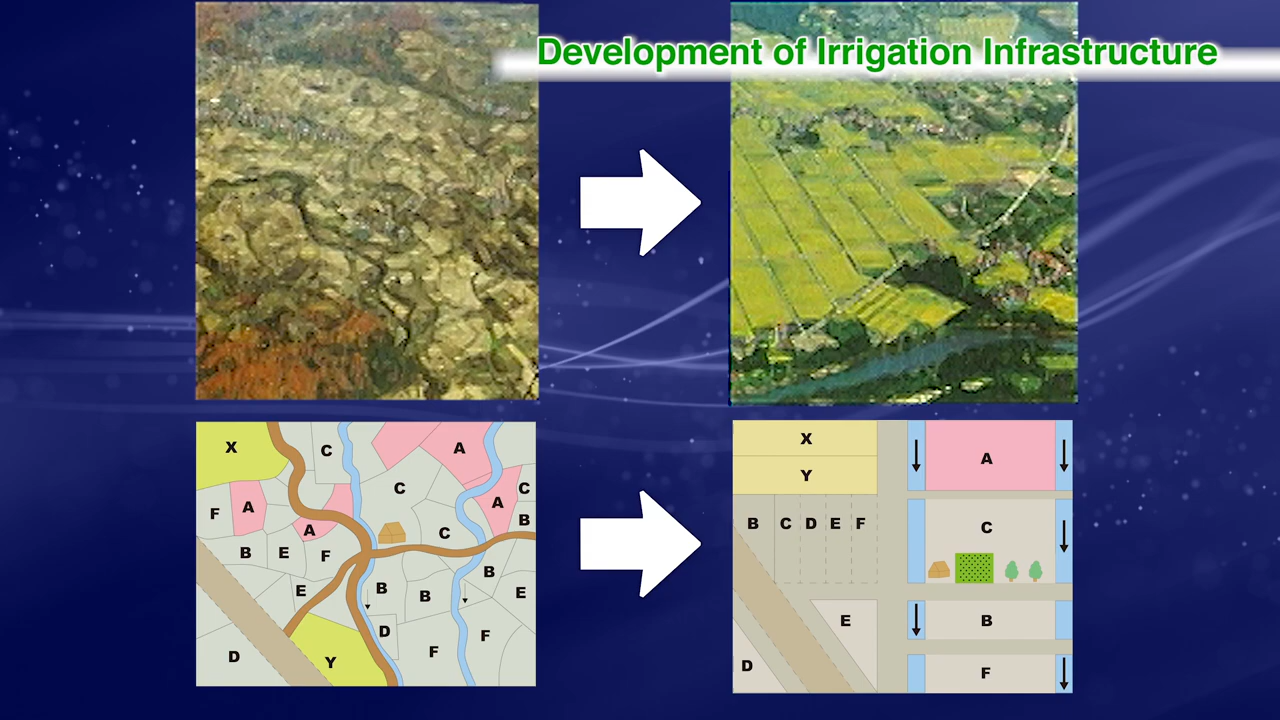 Development of Irrigation Infrastructure
X C A
C C
F A A
A B
C
B E F
B
E B B E
D
F F
D Y
X
A
Y
B C D E F C
E B
D F